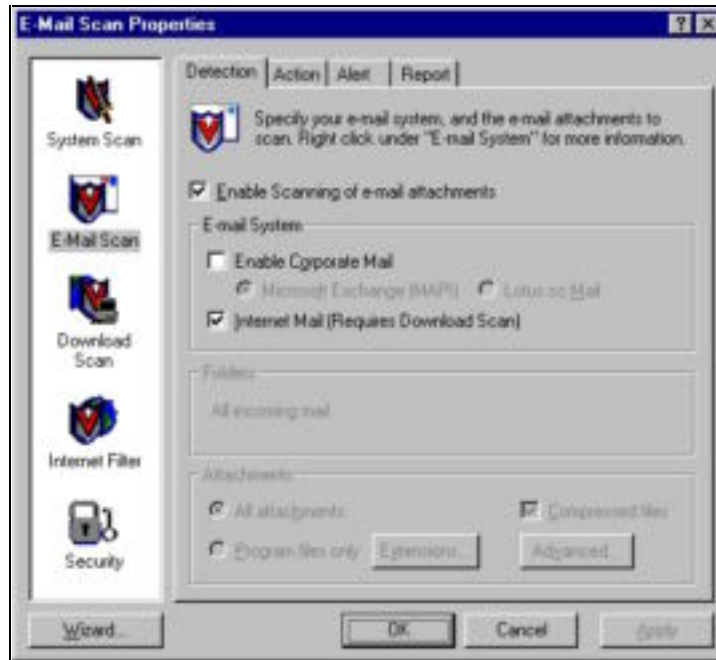 E-Mail Scan Properties
System Scan
E-Mail Scan
Download
Scan
Internet Filter
Security
Detection Action Alert Report
Specify your e-mail system, and the e-mail attachments to
scan. Right click under "E-mail System" for more information.
Enable Scanning of e-mail attachments
E-mail System
Enable Corporate Mail
Microsoft Exchange (MAPI) Lotus cc:Mail
Internet Mail (Requires Download Scan)
Folders
All incoming mail
Attachments
All attachments Compressed files
Program files only Extensions... Advanced...
Wizard... OK Cancel Apply